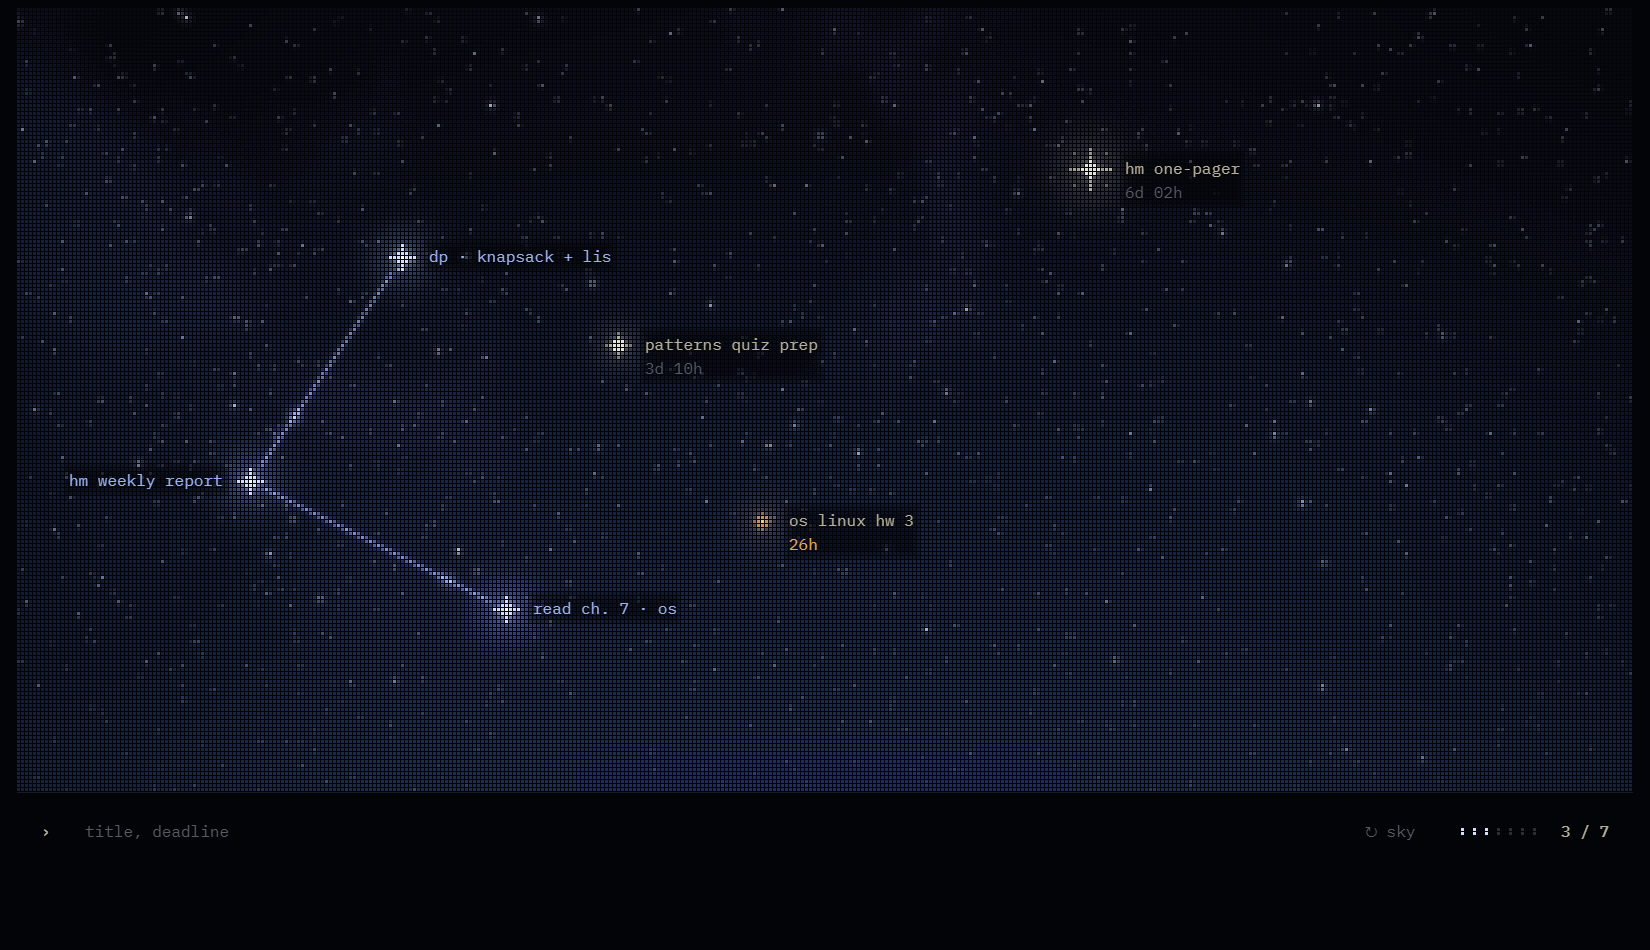 hm one-pager
6d 02h
dp · knapsack + lis
patterns quiz prep
3d 10h
hm weekly report
os linux hw 3
26h
read ch. 7 · os
› title, deadline
↻ sky
3 / 7